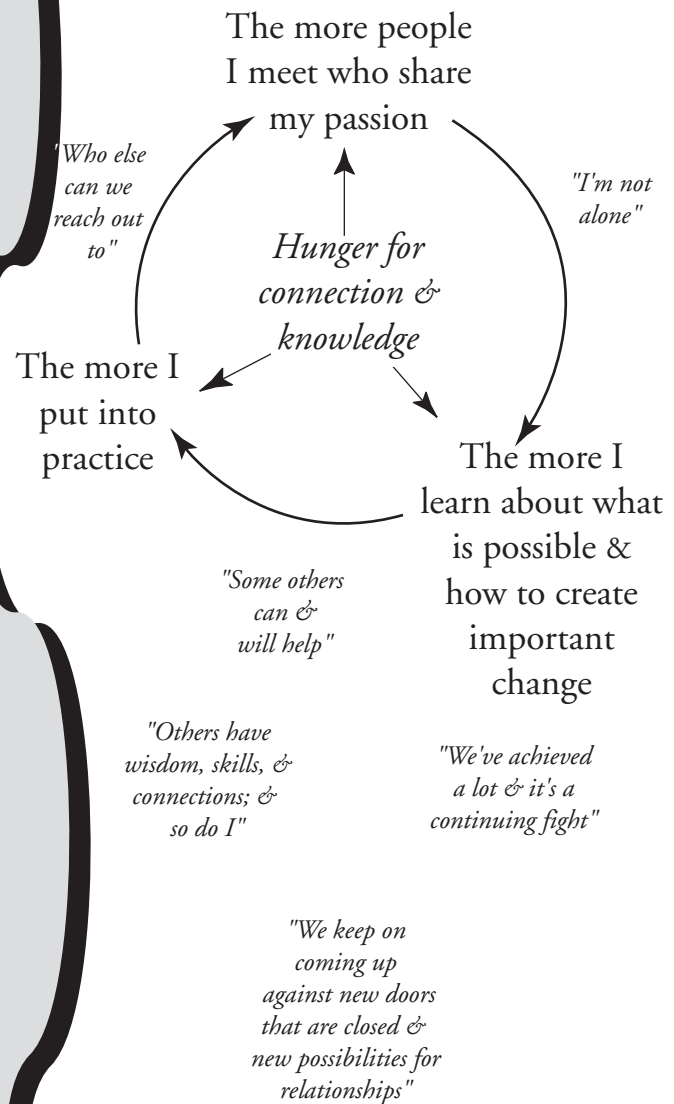 The more people
I meet who share
my passion
"Who else
can we
reach out
to"
"I'm not
alone"
Hunger for
connection &
knowledge
The more I
put into
practice
The more I
learn about what
is possible &
how to create
important
change
"Some others
can &
will help"
"Others have
wisdom, skills, &
connections; &
so do I"
"We've achieved
a lot & it's a
continuing fight"
"We keep on
coming up
against new doors
that are closed &
new possibilities for
relationships"